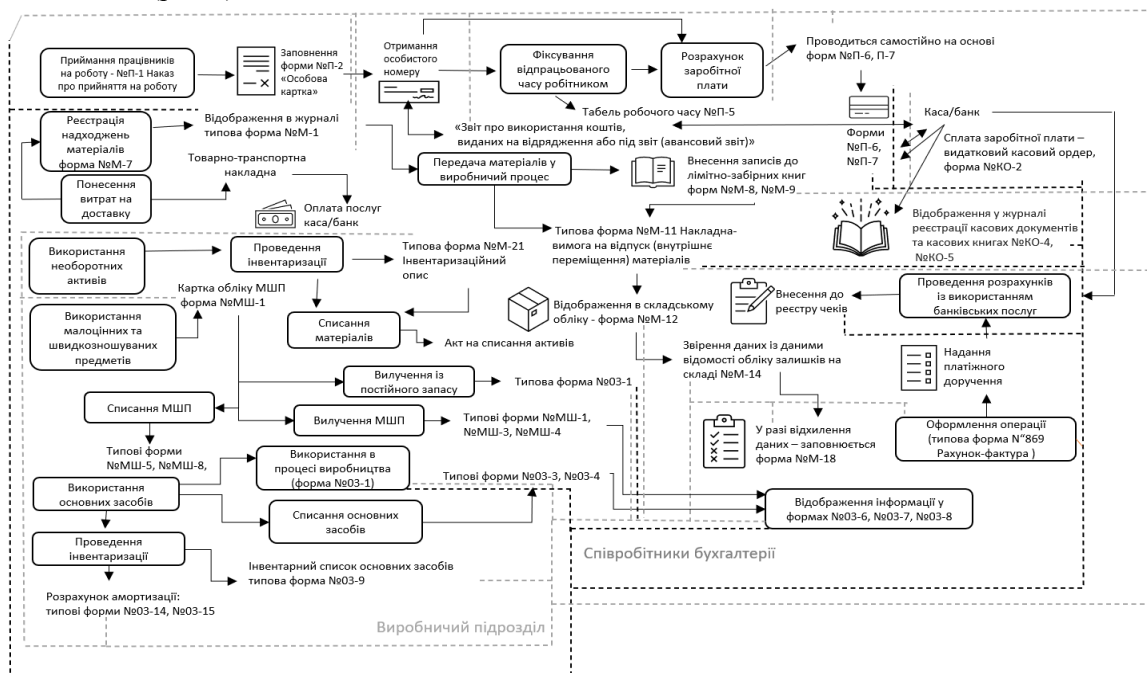 Приймання працівників
на роботу - №П-1 Наказ
про прийняття на роботу
Заповнення
форми №П-2
«Особова
картка»
Отримання
особистого
номеру
Фіксування
відпрацьованого
часу робітником
Розрахунок
заробітної
плати
Проводиться самостійно на основі
форм №П-6, П-7
Табель робочого часу №П-5
Реєстрація
надходжень
матеріалів
форма №М-7
Відображення в журналі
типова форма №М-1
«Звіт про використання коштів,
виданих на відрядження або під звіт (авансовий звіт)»
Форми
№П-6,
№П-7
Каса/банк
Сплата заробітної плати –
видатковий касовий ордер,
форма №КО-2
Понесення
витрат на
доставку
Товарно-транспортна
накладна
Передача матеріалів у
виробничий процес
Внесення записів до
лімітно-забірних книг
форм №М-8, №М-9
Оплата послуг
каса/банк
Відображення у журналі
реєстрації касових документів
та касових книгах №КО-4,
№КО-5
Використання
необоротних
активів
Проведення
інвентаризації
Типова форма №М-21
Інвентаризаційний
опис
Типова форма №М-11 Накладна-
вимога на відпуск (внутрішнє
переміщення) матеріалів
Картка обліку МШП
форма №МШ-1
Використання
малоцінних та
швидкозношуваних
предметів
Списання
матеріалів
Акт на списання активів
Відображення в складському
обліку - форма №М-12
Внесення до
реєстру чеків
Проведення розрахунків
із використанням
банківських послуг
Звірення даних із даними
відомості обліку залишків на
складі №М-14
Надання
платіжного
доручення
Вилучення із
постійного запасу
Типова форма №03-1
Списання МШП
Вилучення МШП
Типові форми №МШ-1,
№МШ-3, №МШ-4
У разі відхилення
даних – заповнюється
форма №М-18
Оформлення операції
(типова форма N°869
Рахунок-фактура )
Типові форми
№МШ-5, №МШ-8,
Використання в
процесі виробництва
(форма №03-1)
Типові форми №03-3, №03-4
Використання
основних засобів
Списання основних
засобів
Відображення інформації у
формах №03-6, №03-7, №03-8
Проведення
інвентаризації
Інвентарний список основних засобів
типова форма №03-9
Співробітники бухгалтерії
Розрахунок амортизації:
типові форми №03-14, №03-15
Виробничий підрозділ